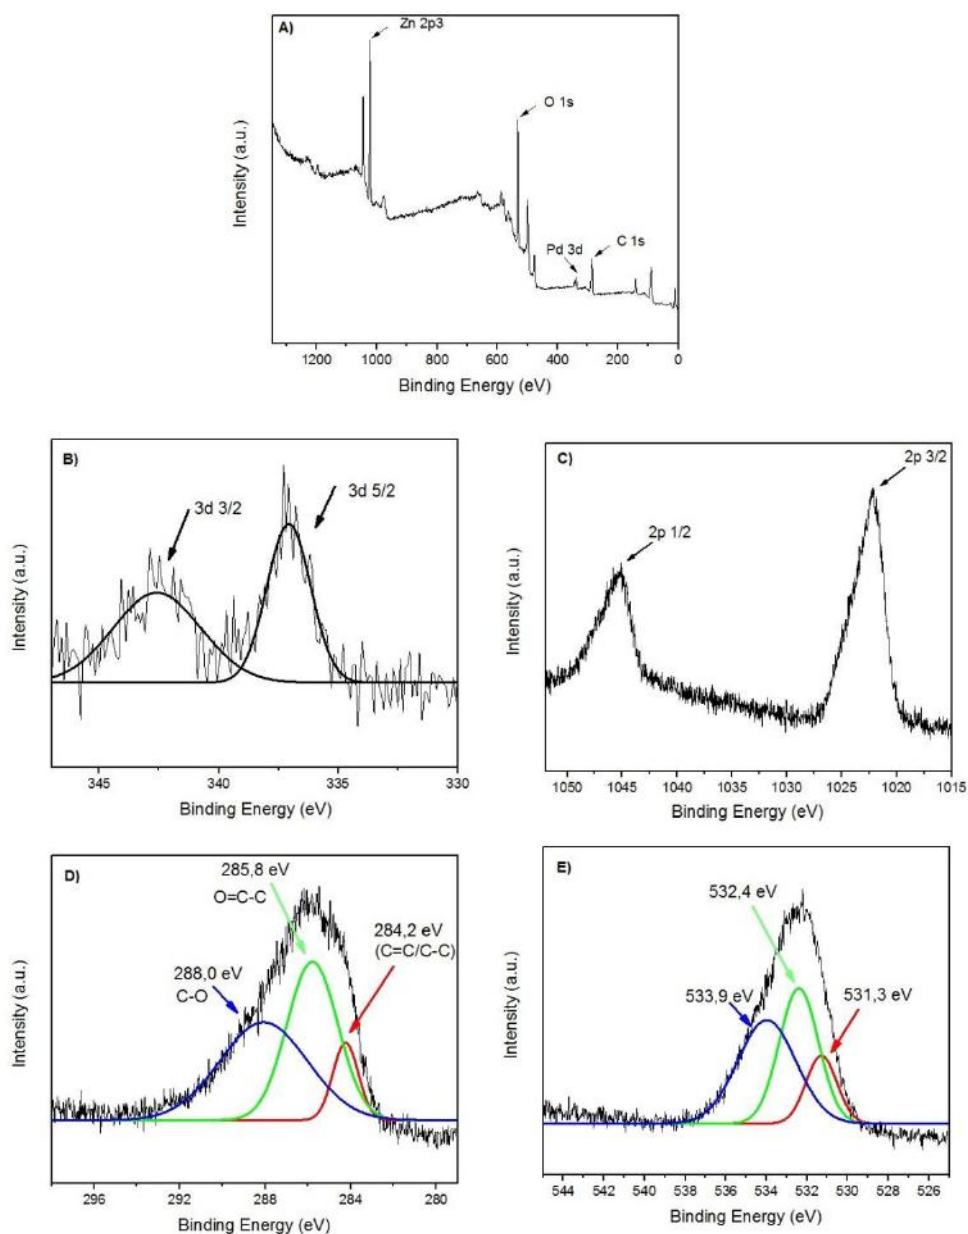 A)
Zn 2p3
O 1s
Pd 3d
C 1s
Intensity (a.u.)
1200 1000 800 600 400 200 0
Binding Energy (eV)
B)
3d 3/2
3d 5/2
Intensity (a.u.)
345 340 335 330
Binding Energy (eV)
C)
2p 3/2
2p 1/2
Intensity (a.u.)
1050 1045 1040 1035 1030 1025 1020 1015
Binding Energy (eV)
D)
285,8 eV
O=C-C
284,2 eV
(C=C/C-C)
288,0 eV
C-O
Intensity (a.u.)
296 292 288 284 280
Binding Energy (eV)
E)
532,4 eV
533,9 eV
531,3 eV
Intensity (a.u.)
544 542 540 538 536 534 532 530 528 526
Binding Energy (eV)